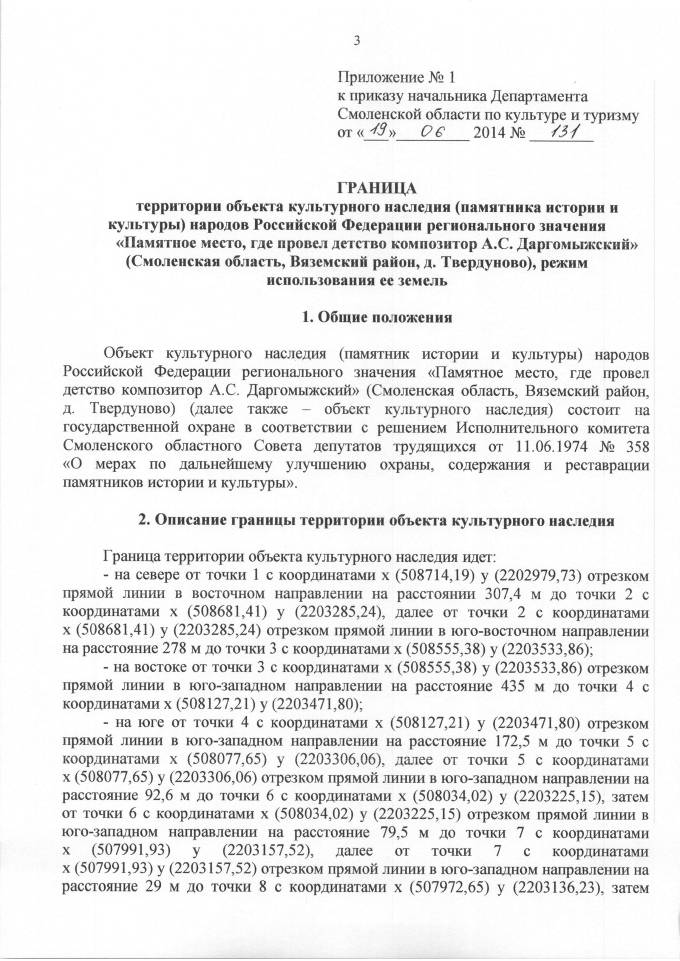 3
Приложение № 1
к приказу начальника Департамента
Смоленской области по культуре и туризму
от «19» 06 2014 № 131
ГРАНИЦА
территории объекта культурного наследия (памятника истории и
культуры) народов Российской Федерации регионального значения
«Памятное место, где провел детство композитор А.С. Даргомыжский»
(Смоленская область, Вяземский район, д. Твердуново), режим
использования ее земель
1. Общие положения
Объект культурного наследия (памятник истории и культуры) народов
Российской Федерации регионального значения «Памятное место, где провел
детство композитор А.С. Даргомыжский» (Смоленская область, Вяземский район,
д. Твердуново) (далее также – объект культурного наследия) состоит на
государственной охране в соответствии с решением Исполнительного комитета
Смоленского областного Совета депутатов трудящихся от 11.06.1974 № 358
«О мерах по дальнейшему улучшению охраны, содержания и реставрации
памятников истории и культуры».
2. Описание границы территории объекта культурного наследия
Граница территории объекта культурного наследия идет:
- на севере от точки 1 с координатами x (508714,19) y (2202979,73) отрезком
прямой линии в восточном направлении на расстоянии 307,4 м до точки 2 с
координатами x (508681,41) y (2203285,24), далее от точки 2 с координатами
x (508681,41) y (2203285,24) отрезком прямой линии в юго-восточном направлении
на расстояние 278 м до точки 3 с координатами x (508555,38) y (2203533,86);
- на востоке от точки 3 с координатами x (508555,38) y (2203533,86) отрезком
прямой линии в юго-западном направлении на расстояние 435 м до точки 4 с
координатами x (508127,21) y (2203471,80);
- на юге от точки 4 с координатами x (508127,21) y (2203471,80) отрезком
прямой линии в юго-западном направлении на расстояние 172,5 м до точки 5 с
координатами x (508077,65) y (2203306,06), далее от точки 5 с координатами
x (508077,65) y (2203306,06) отрезком прямой линии в юго-западном направлении на
расстояние 92,6 м до точки 6 с координатами x (508034,02) y (2203225,15), затем
от точки 6 с координатами x (508034,02) y (2203225,15) отрезком прямой линии в
юго-западном направлении на расстояние 79,5 м до точки 7 с координатами
x (507991,93) y (2203157,52), далее от точки 7 с координатами
x (507991,93) y (2203157,52) отрезком прямой линии в юго-западном направлении на
расстояние 29 м до точки 8 с координатами x (507972,65) y (2203136,23), затем